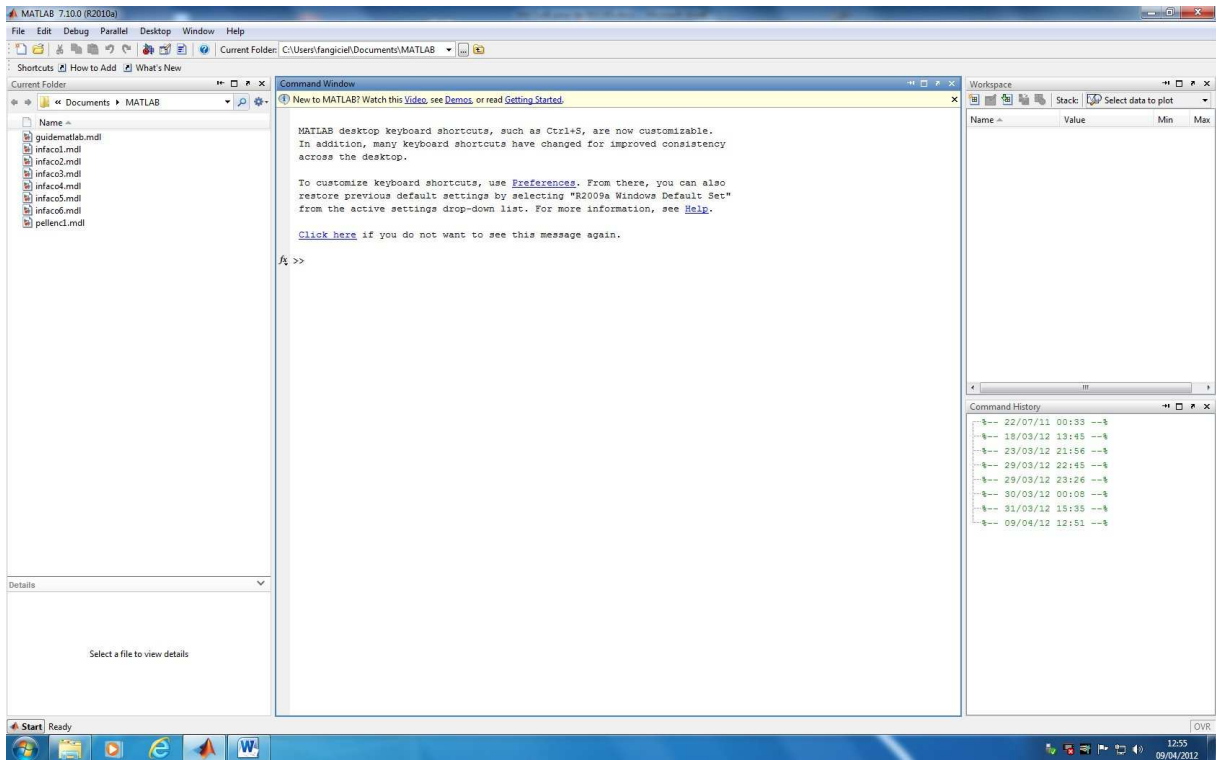 MATLAB 7.10.0 (R2010a)
File Edit Debug Parallel Desktop Window Help
Current Folder: C:\Users\fangiciel\Documents\MATLAB
Shortcuts How to Add What's New
Current Folder
« Documents ▸ MATLAB
Name
guidematlab.mdl
infaco1.mdl
infaco2.mdl
infaco3.mdl
infaco4.mdl
infaco5.mdl
infaco6.mdl
pellenc1.mdl
Details
Select a file to view details
Command Window
New to MATLAB? Watch this Video, see Demos, or read Getting Started.
MATLAB desktop keyboard shortcuts, such as Ctrl+S, are now customizable.
In addition, many keyboard shortcuts have changed for improved consistency
across the desktop.
To customize keyboard shortcuts, use Preferences. From there, you can also
restore previous default settings by selecting "R2009a Windows Default Set"
from the active settings drop-down list. For more information, see Help.
Click here if you do not want to see this message again.
fx >>
Workspace
Stack: Select data to plot
Name Value Min Max
Command History
%-- 22/07/11 00:33 --%
%-- 18/03/12 13:45 --%
%-- 23/03/12 21:56 --%
%-- 29/03/12 22:45 --%
%-- 29/03/12 23:26 --%
%-- 30/03/12 00:08 --%
%-- 31/03/12 15:35 --%
%-- 09/04/12 12:51 --%
Start Ready
OVR
12:55
09/04/2012